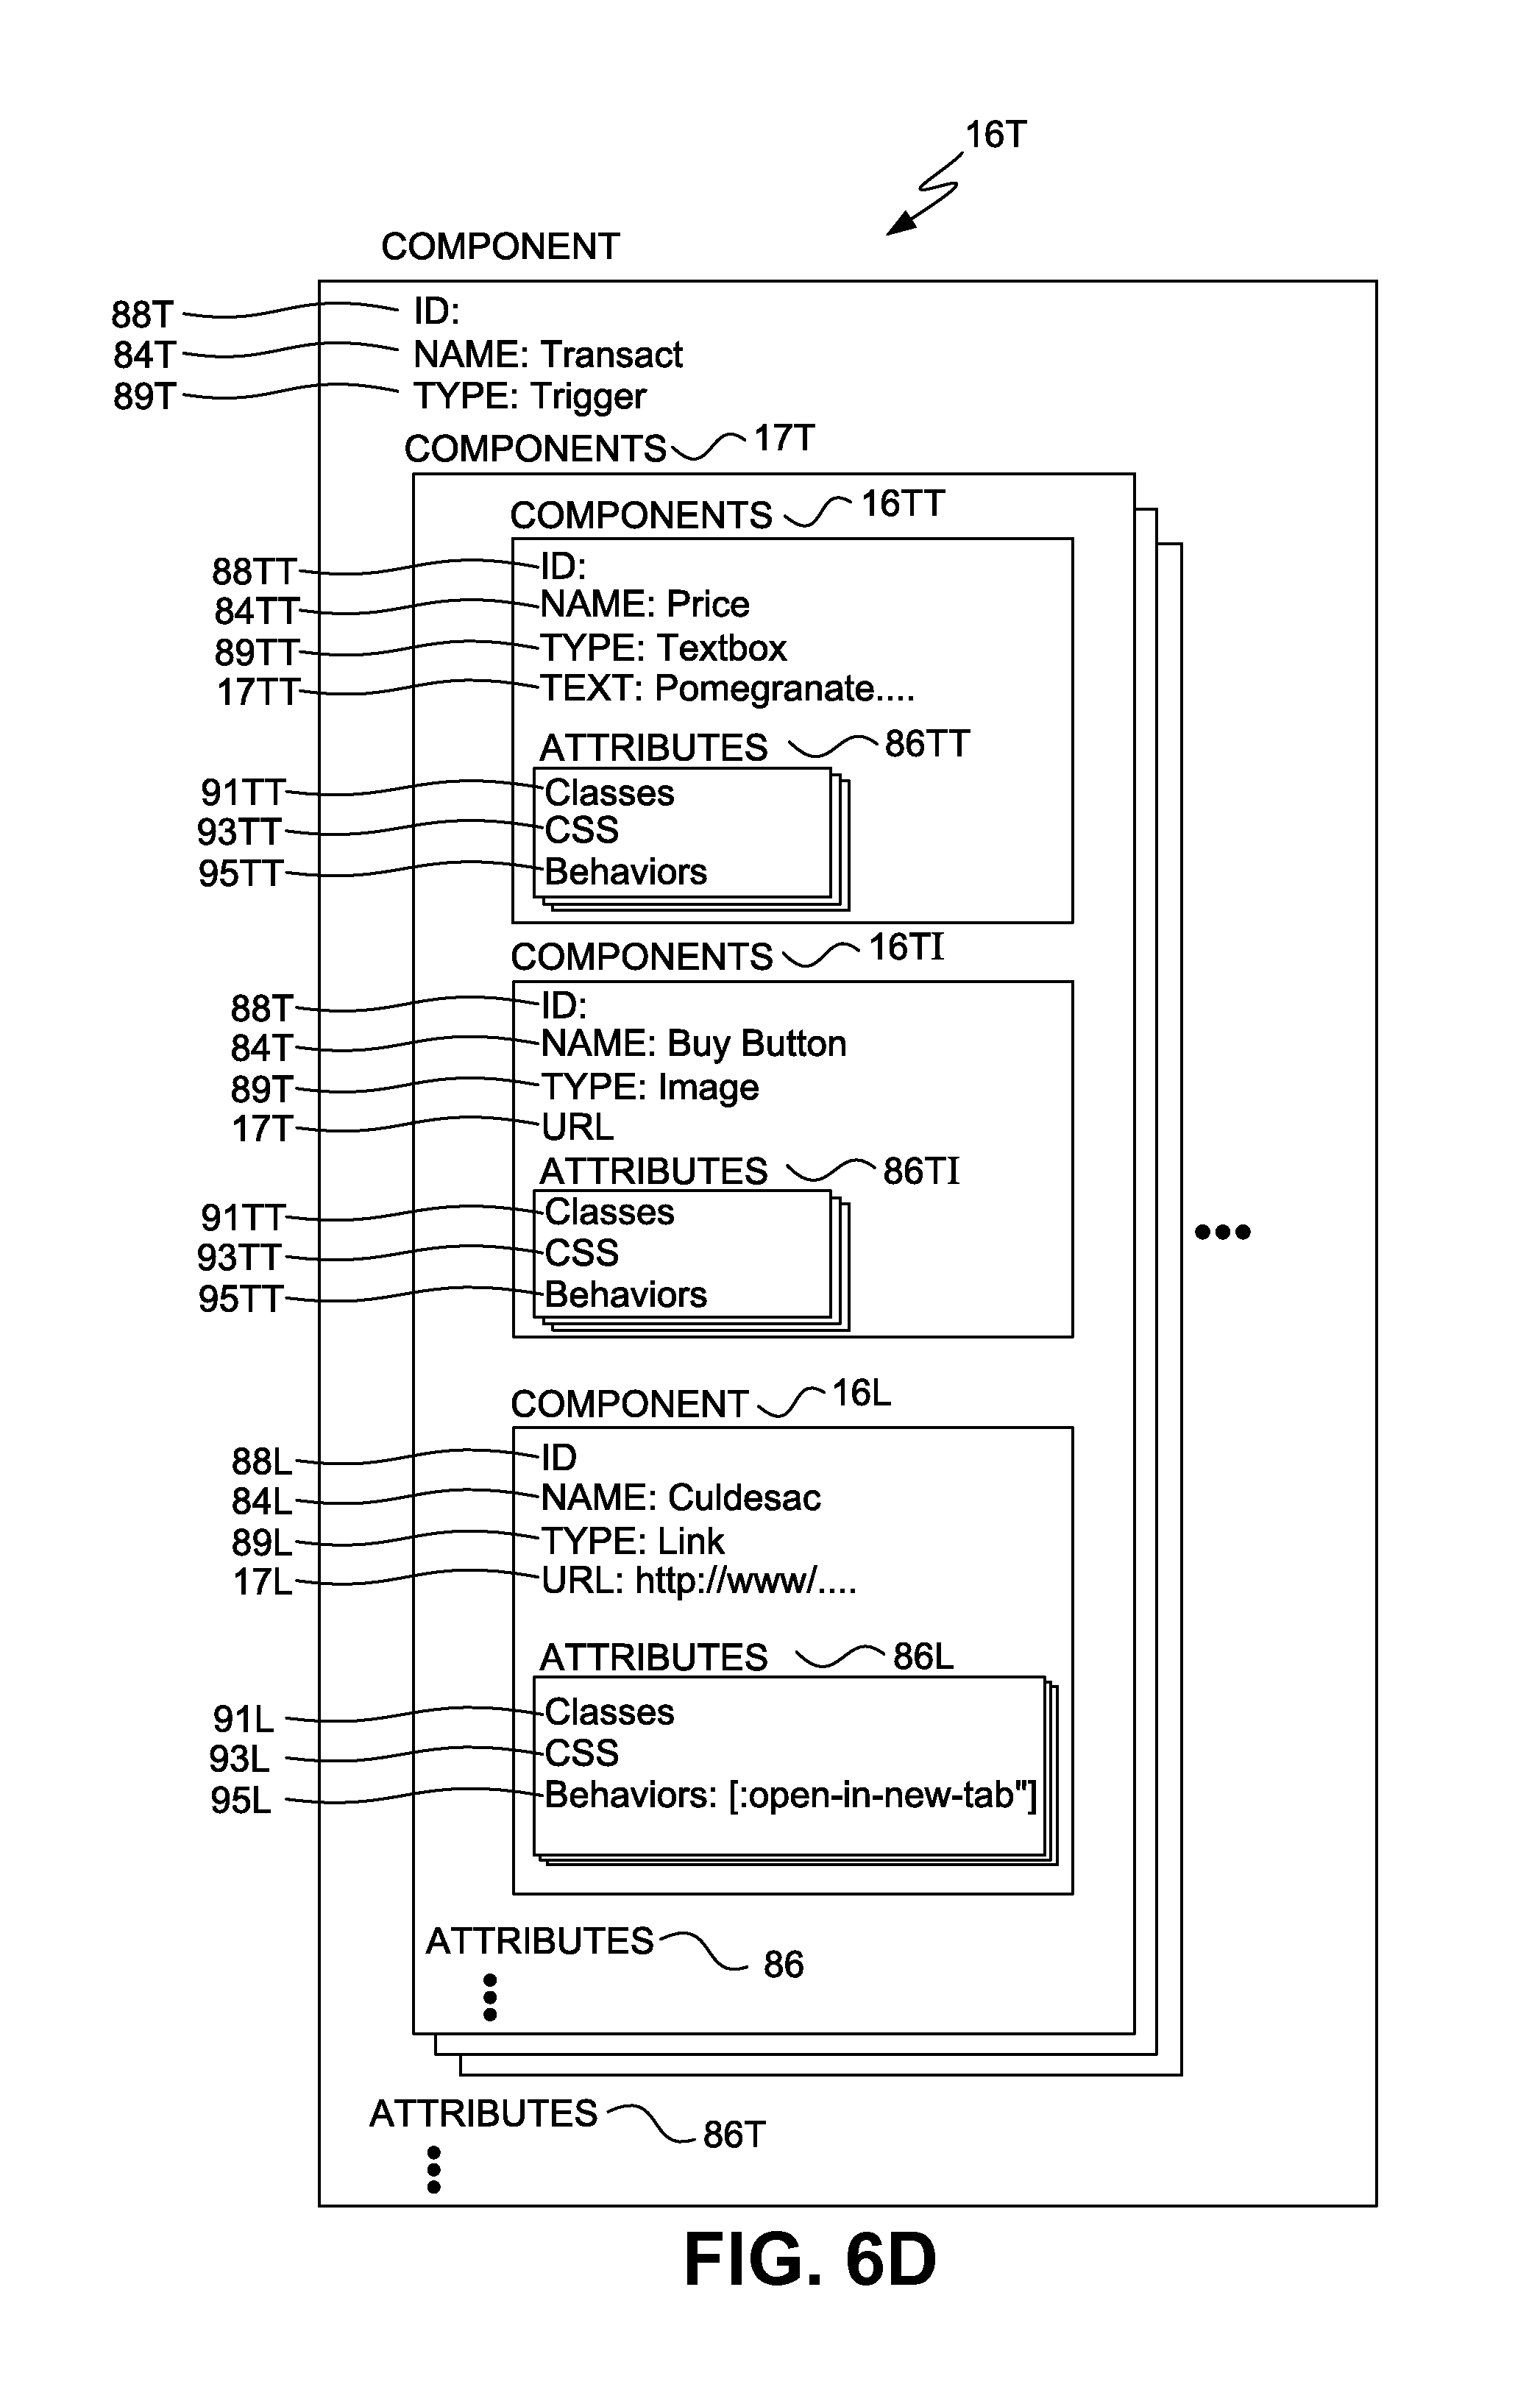 16T
COMPONENT
88T ID:
84T NAME: Transact
89T TYPE: Trigger
COMPONENTS 17T
COMPONENTS 16TT
88TT ID:
84TT NAME: Price
89TT TYPE: Textbox
17TT TEXT: Pomegranate....
ATTRIBUTES 86TT
91TT Classes
93TT CSS
95TT Behaviors
COMPONENTS 16TI
88T ID:
84T NAME: Buy Button
89T TYPE: Image
17T URL
ATTRIBUTES 86TI
91TT Classes
93TT CSS
95TT Behaviors
COMPONENT 16L
88L ID
84L NAME: Culdesac
89L TYPE: Link
17L URL: http://www/....
ATTRIBUTES 86L
91L Classes
93L CSS
95L Behaviors: [:open-in-new-tab"]
ATTRIBUTES 86
ATTRIBUTES 86T
FIG. 6D